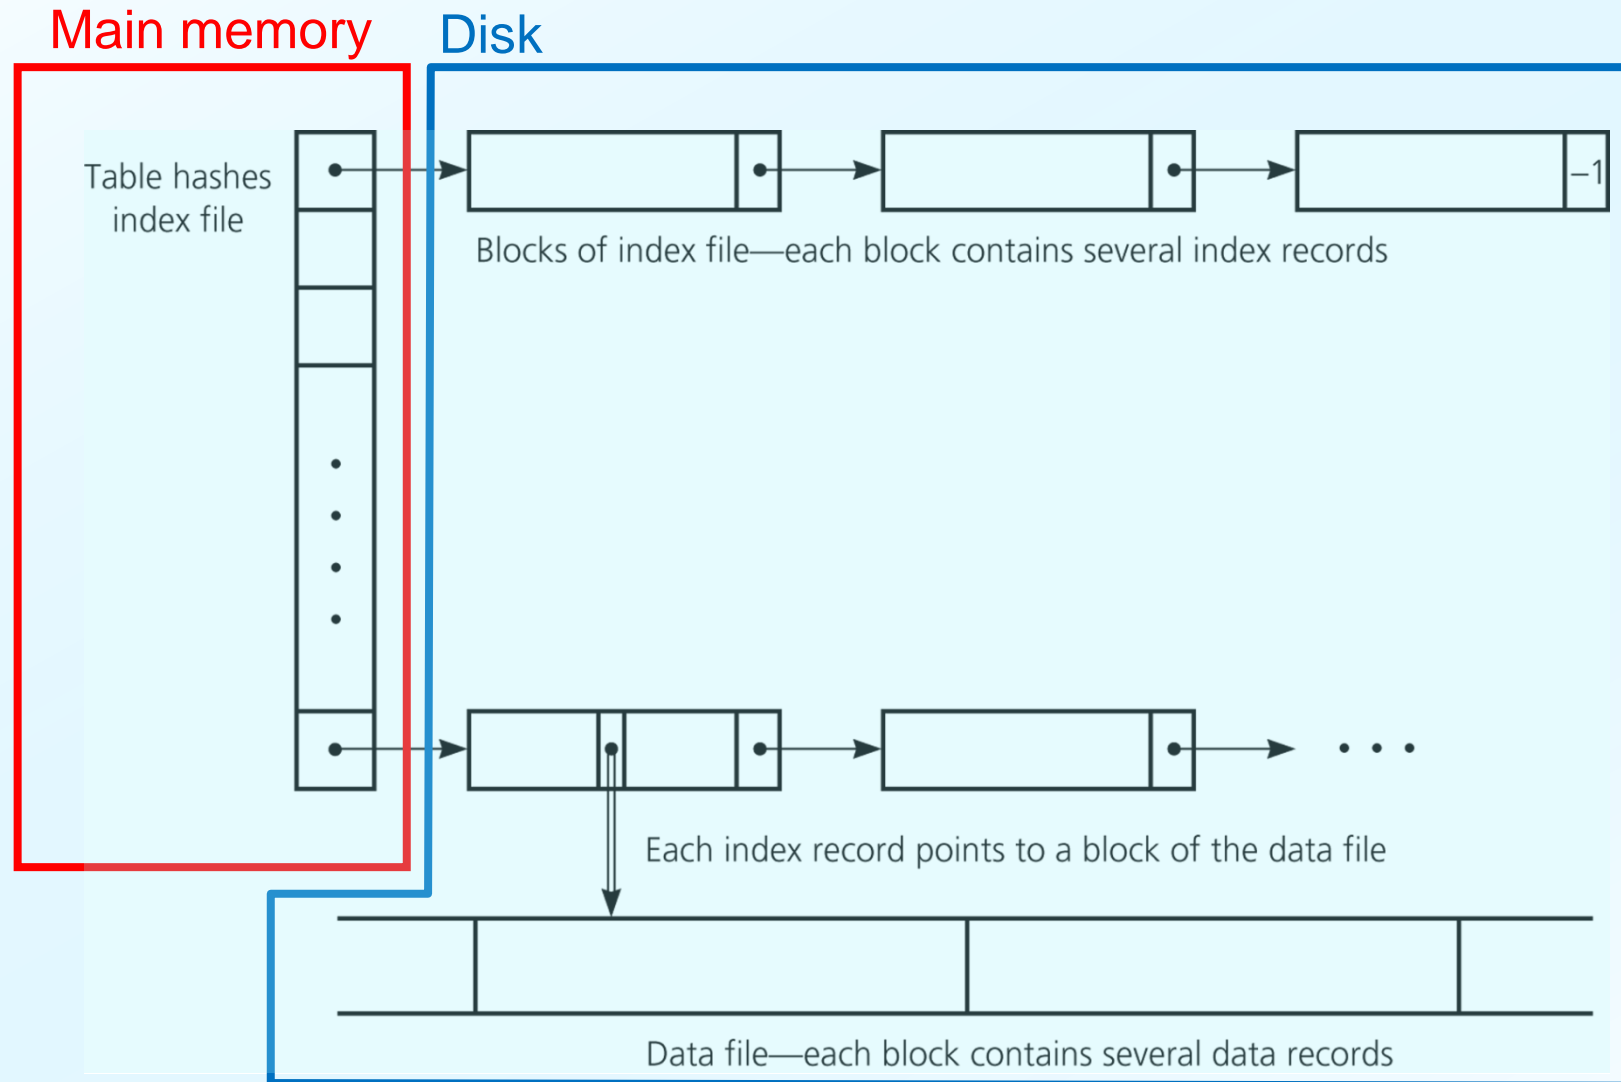 Main memory
Disk
Table hashes
index file
–1
Blocks of index file—each block contains several index records
Each index record points to a block of the data file
Data file—each block contains several data records